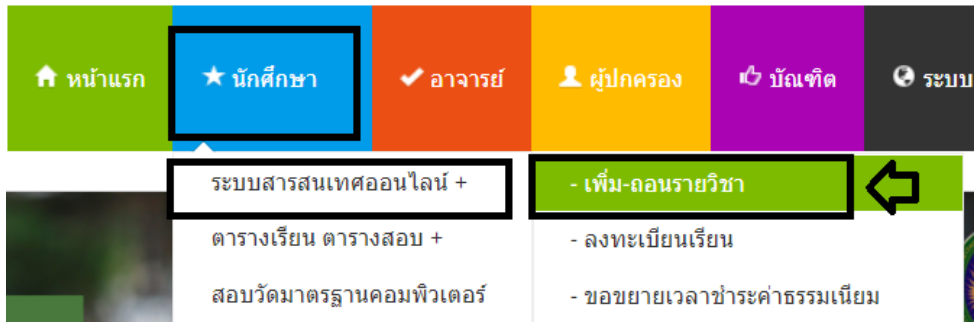 หน้าแรก นักศึกษา อาจารย์ ผู้ปกครอง บัณฑิต ระบบ
ระบบสารสนเทศออนไลน์ + - เพิ่ม-ถอนรายวิชา
ตารางเรียน ตารางสอบ + - ลงทะเบียนเรียน
สอบวัดมาตรฐานคอมพิวเตอร์ - ขอขยายเวลาชำระค่าธรรมเนียม